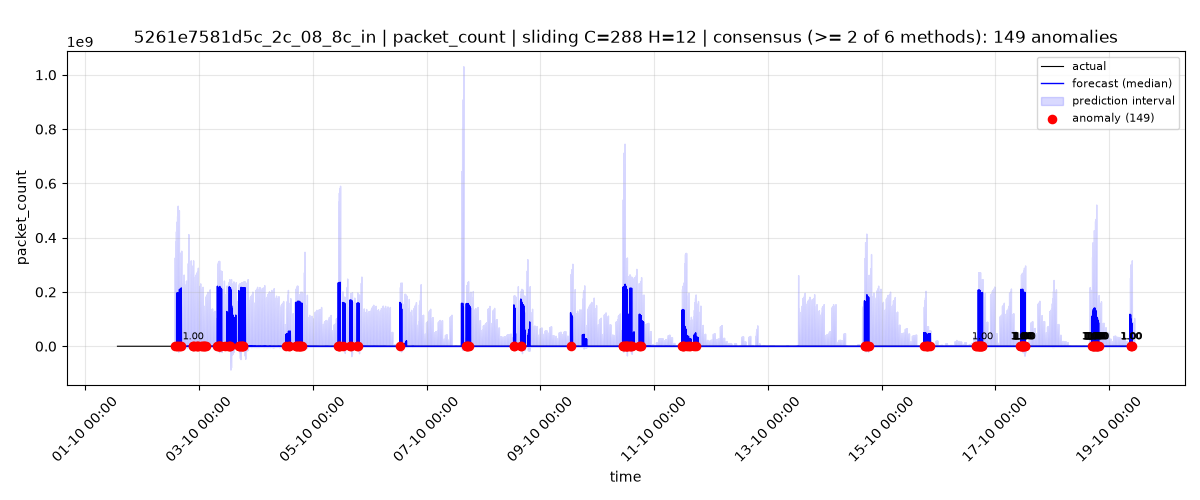 5261e7581d5c_2c_08_8c_in | packet_count | sliding C=288 H=12 | consensus (>= 2 of 6 methods): 149 anomalies
1e9
actual
forecast (median)
prediction interval
anomaly (149)
1.0
0.8
0.6
0.4
0.2
0.0
packet_count
1.00
1.00
1.00
01-10 00:00
03-10 00:00
05-10 00:00
07-10 00:00
09-10 00:00
11-10 00:00
13-10 00:00
15-10 00:00
17-10 00:00
19-10 00:00
time